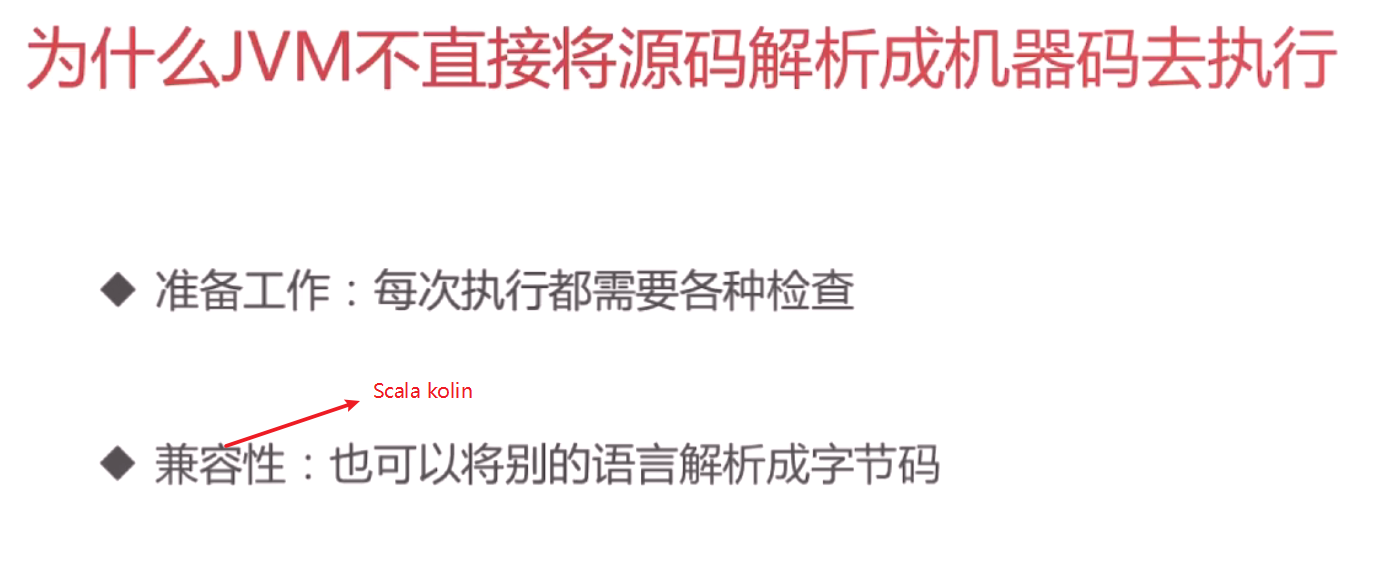 为什么JVM不直接将源码解析成机器码去执行
准备工作：每次执行都需要各种检查
Scala kolin
兼容性：也可以将别的语言解析成字节码